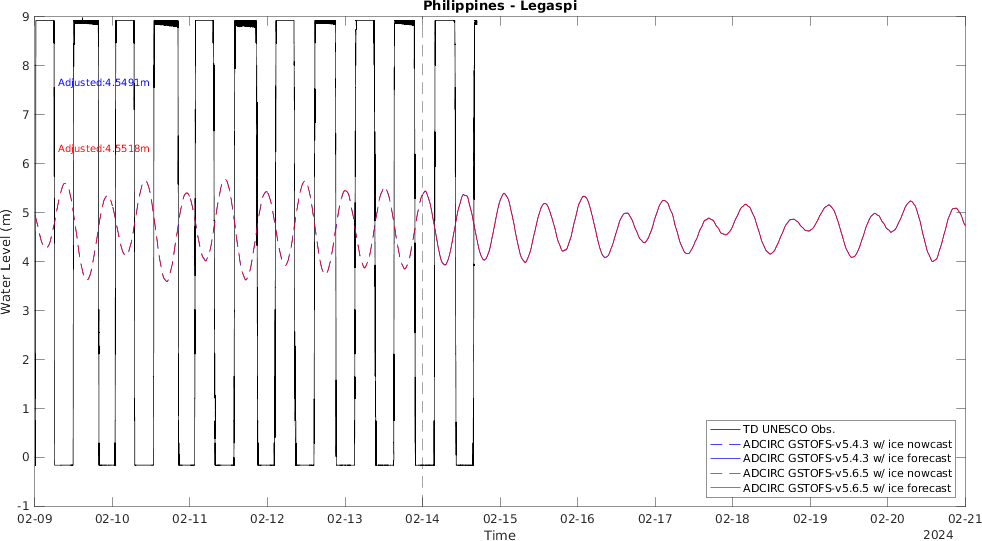 Philippines - Legaspi
9
8
7
6
5
4
3
2
1
0
-1
Water Level (m)
Adjusted:4.5491m
Adjusted:4.5518m
TD UNESCO Obs.
ADCIRC GSTOFS-v5.4.3 w/ ice nowcast
ADCIRC GSTOFS-v5.4.3 w/ ice forecast
ADCIRC GSTOFS-v5.6.5 w/ ice nowcast
ADCIRC GSTOFS-v5.6.5 w/ ice forecast
02-09 02-10 02-11 02-12 02-13 02-14 02-15 02-16 02-17 02-18 02-19 02-20 02-21
Time
2024